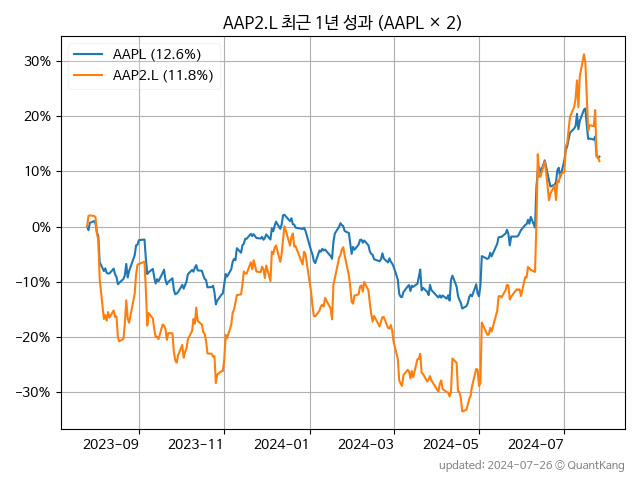 AAP2.L 최근 1년 성과 (AAPL × 2)
AAPL (12.6%)
AAP2.L (11.8%)
30%
20%
10%
0%
−10%
−20%
−30%
2023-09 2023-11 2024-01 2024-03 2024-05 2024-07
updated: 2024-07-26 © QuantKang